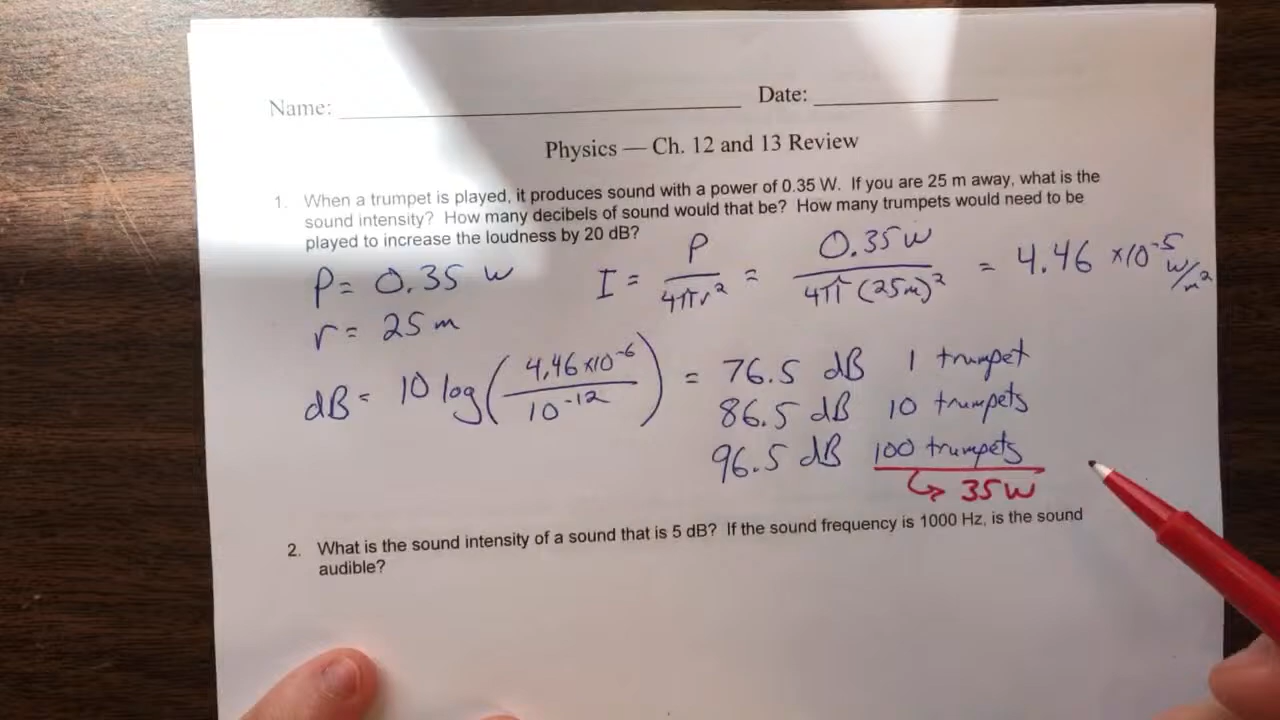 Name: ____ Date: ____
Physics — Ch. 12 and 13 Review
1. When a trumpet is played, it produces sound with a power of 0.35 W. If you are 25 m away, what is the
sound intensity? How many decibels of sound would that be? How many trumpets would need to be
played to increase the loudness by 20 dB?
P = 0.35 W
I = P / 4πr² = 0.35 W / 4π (25m)² = 4.46 ×10⁻⁵ W/m²
r = 25 m
dB = 10 log( 4.46 ×10⁻⁶ / 10⁻¹² ) = 76.5 dB 1 trumpet
86.5 dB 10 trumpets
96.5 dB 100 trumpets
↳ 35 W
2. What is the sound intensity of a sound that is 5 dB? If the sound frequency is 1000 Hz, is the sound
audible?